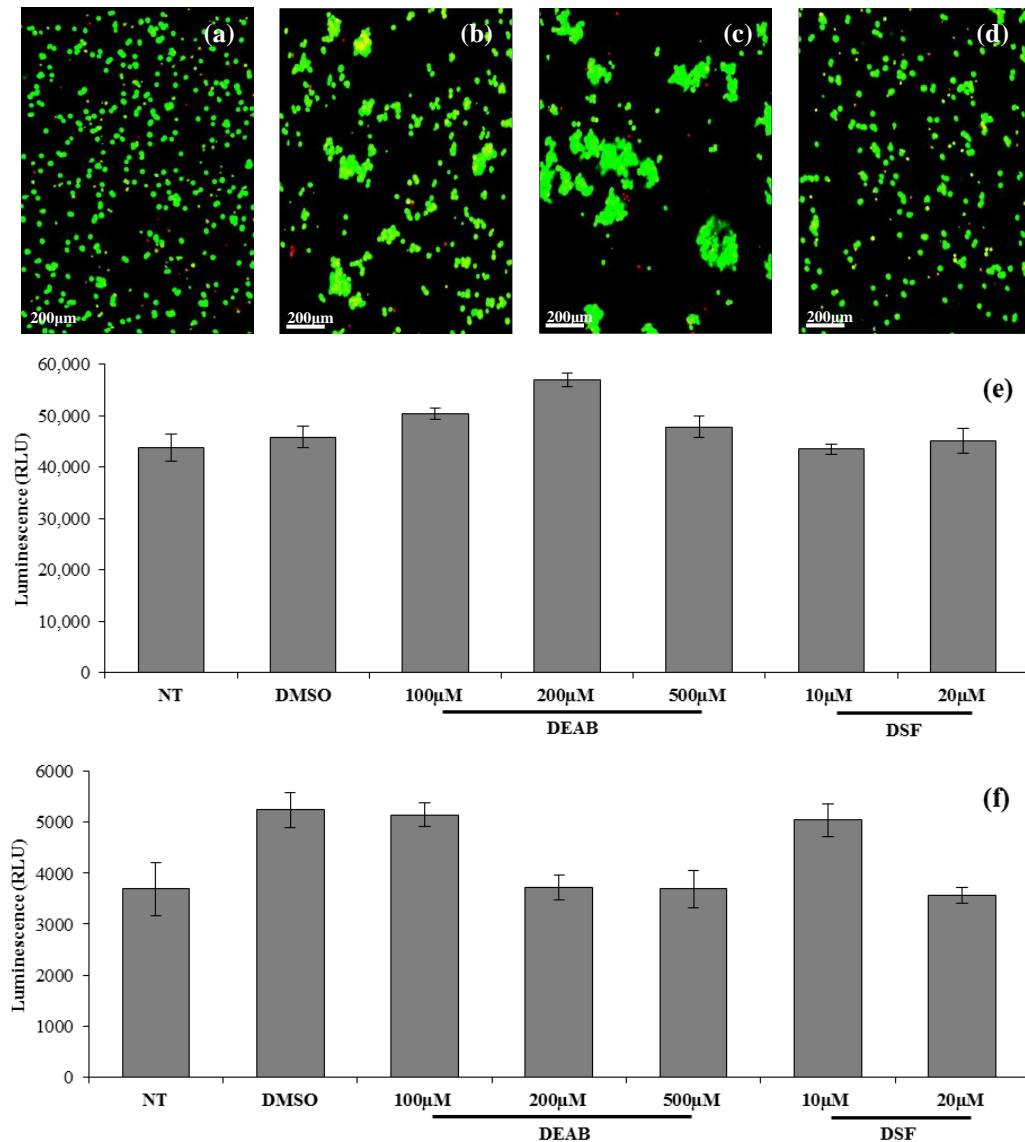 (a) (b) (c) (d)
200µm 200µm 200µm 200µm
(e)
Luminescence (RLU)
60,000
50,000
40,000
30,000
20,000
10,000
0
NT DMSO 100µM 200µM 500µM 10µM 20µM
DEAB DSF
(f)
Luminescence (RLU)
6000
5000
4000
3000
2000
1000
0
NT DMSO 100µM 200µM 500µM 10µM 20µM
DEAB DSF